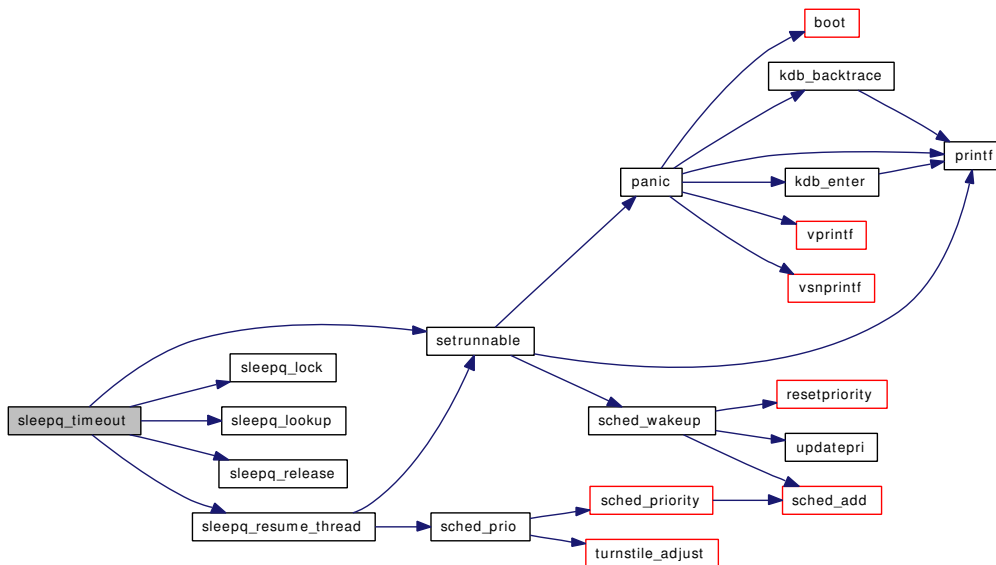 boot
kdb_backtrace
printf
panic
kdb_enter
vprintf
vsnprintf
setrunnable
sleepq_lock
resetpriority
sleepq_timeout
sleepq_lookup
sched_wakeup
updatepri
sleepq_release
sched_priority
sched_add
sleepq_resume_thread
sched_prio
turnstile_adjust